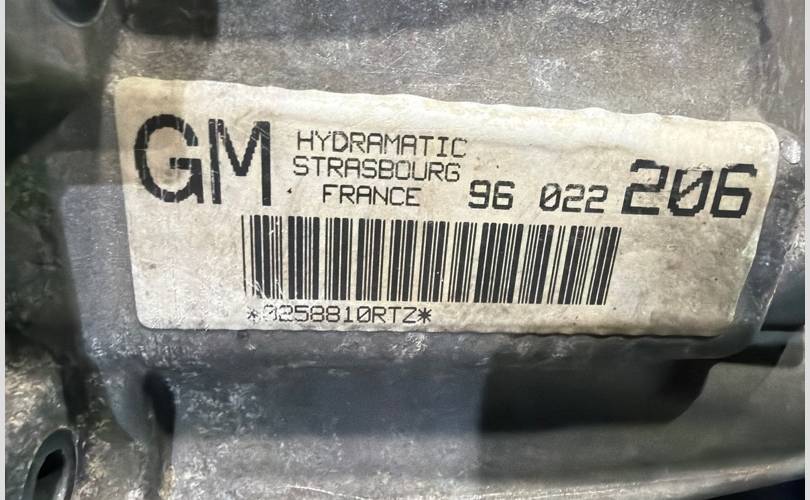 GM
HYDRAMATIC
STRASBOURG
FRANCE
96 022 206
*0258810RTZ*